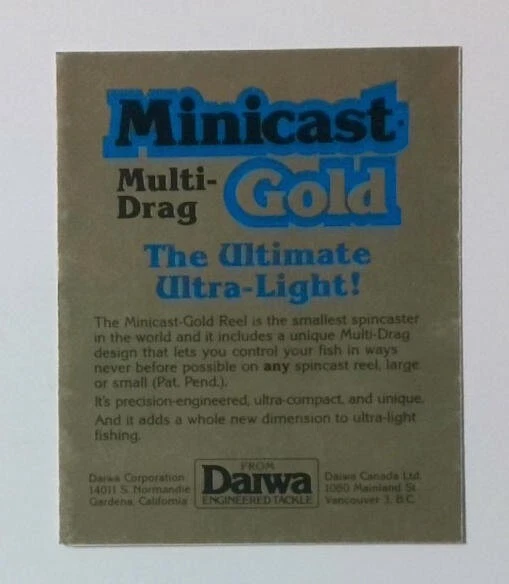 Minicast-
Multi-
Drag
Gold
The Ultimate
Ultra-Light!
The Minicast-Gold Reel is the smallest spincaster
in the world and it includes a unique Multi-Drag
design that lets you control your fish in ways
never before possible on any spincast reel, large
or small (Pat. Pend.).
It's precision-engineered, ultra-compact, and unique.
And it adds a whole new dimension to ultra-light
fishing.
Daiwa Corporation
14011 S. Normandie
Gardena, California
FROM
Daiwa
ENGINEERED TACKLE
Daiwa Canada Ltd.
1080 Mainland St.
Vancouver 3, B.C.